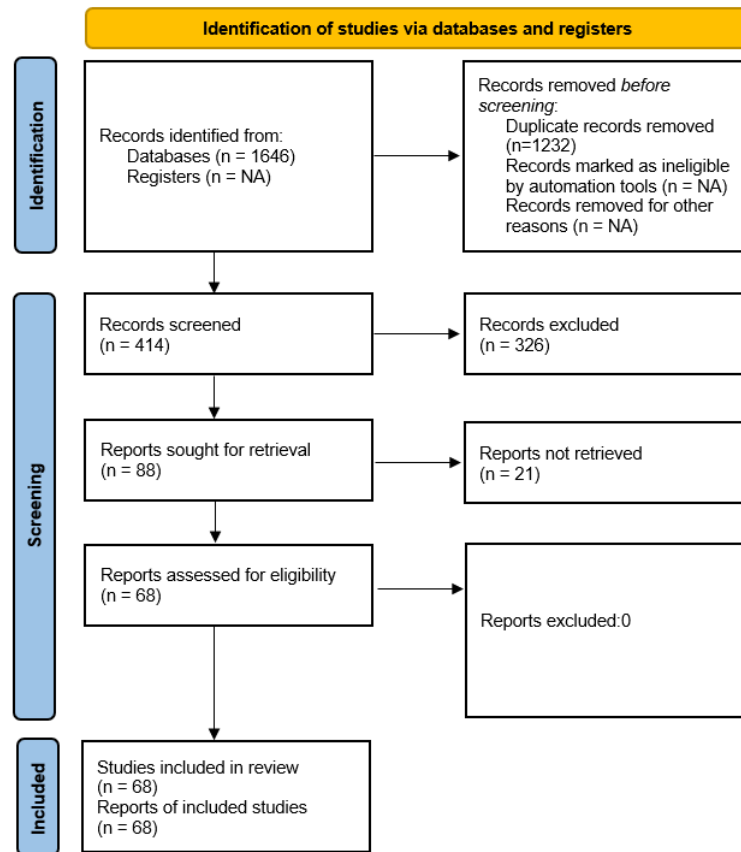 Identification of studies via databases and registers
Identification
Records identified from:
Databases (n = 1646)
Registers (n = NA)
Records removed before
screening:
Duplicate records removed
(n=1232)
Records marked as ineligible
by automation tools (n = NA)
Records removed for other
reasons (n = NA)
Screening
Records screened
(n = 414)
Records excluded
(n = 326)
Reports sought for retrieval
(n = 88)
Reports not retrieved
(n = 21)
Reports assessed for eligibility
(n = 68)
Reports excluded:0
Included
Studies included in review
(n = 68)
Reports of included studies
(n = 68)